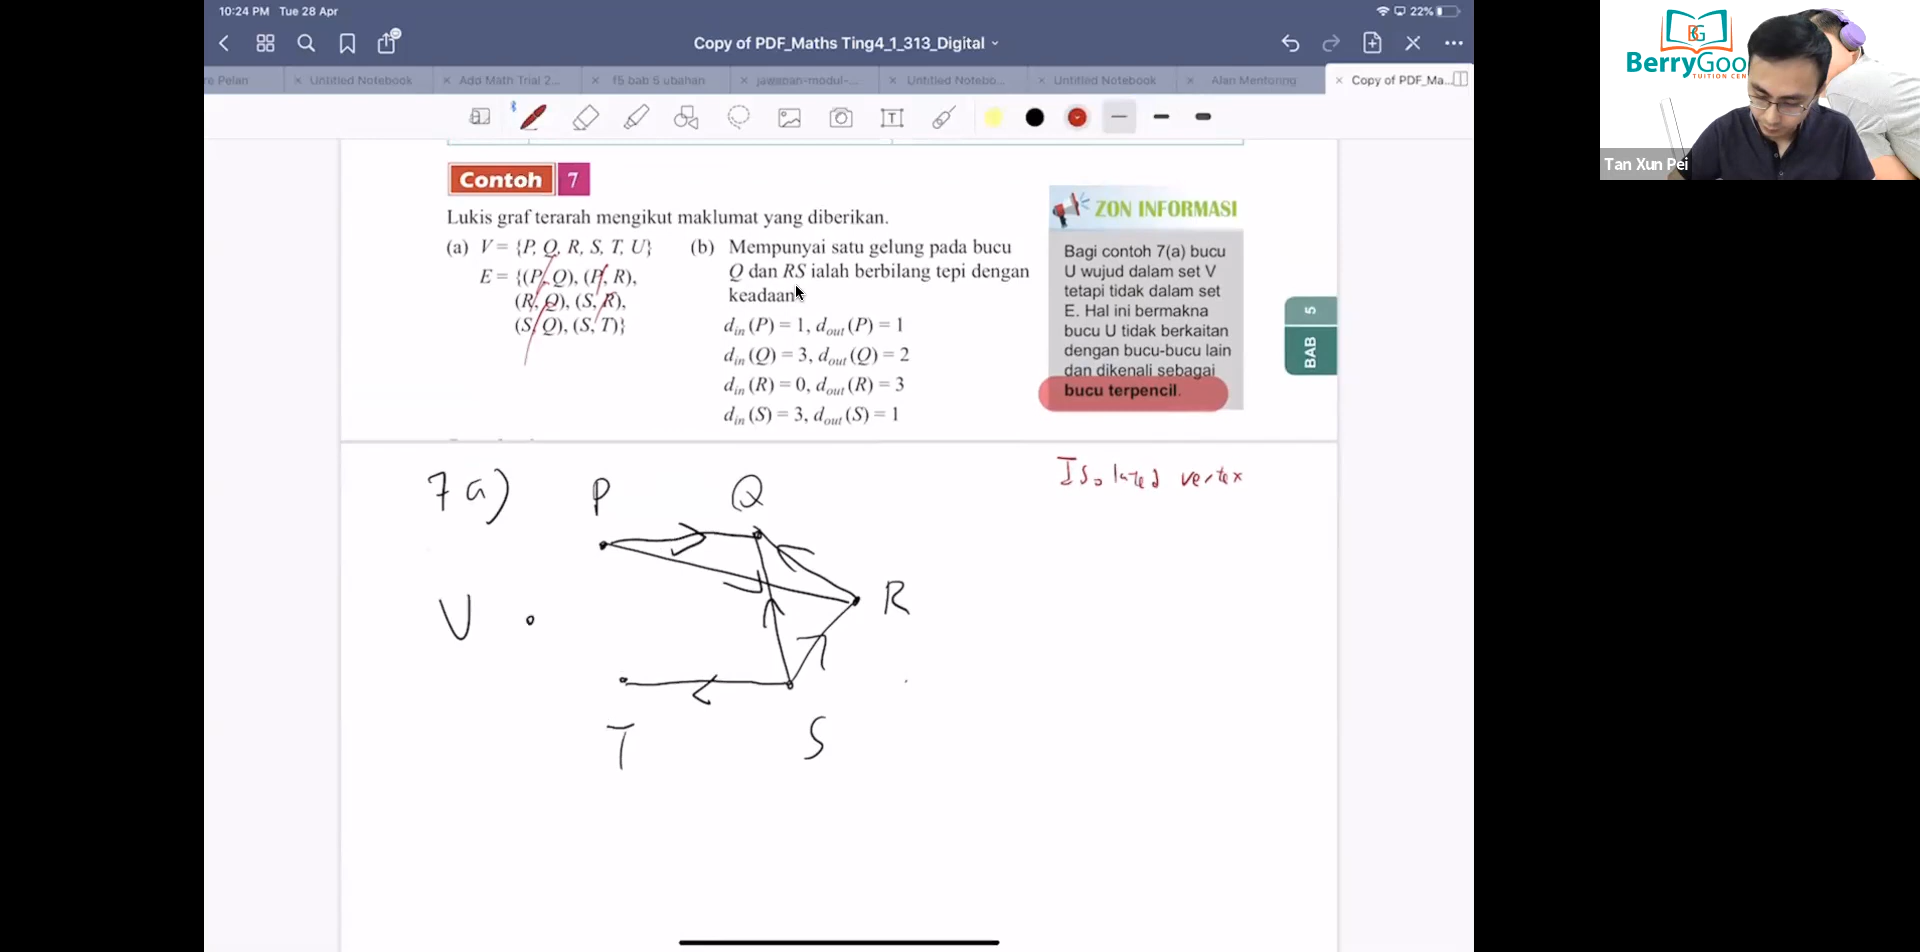 10:24 PM Tue 28 Apr
22%
Copy of PDF_Maths Ting4_1_313_Digital
re Pelan
Untitled Notebook
Add Math Trial 2...
f5 bab 5 ubahan
jawapan-modul-...
Untitled Notebo...
Untitled Notebook
Alan Mentoring
Copy of PDF_Ma...
Contoh 7
Lukis graf terarah mengikut maklumat yang diberikan.
(a) V = {P, Q, R, S, T, U}
E = {(P, Q), (P, R),
(R, Q), (S, R),
(S, Q), (S, T)}
(b) Mempunyai satu gelung pada bucu
Q dan RS ialah berbilang tepi dengan
keadaan
d_in (P) = 1, d_out (P) = 1
d_in (Q) = 3, d_out (Q) = 2
d_in (R) = 0, d_out (R) = 3
d_in (S) = 3, d_out (S) = 1
ZON INFORMASI
Bagi contoh 7(a) bucu
U wujud dalam set V
tetapi tidak dalam set
E. Hal ini bermakna
bucu U tidak berkaitan
dengan bucu-bucu lain
dan dikenali sebagai
bucu terpencil.
BAB 5
Isolated vertex
7 a)
P
Q
U
R
T
S
BerryGoo
TUITION CEN
Tan Xun Pei